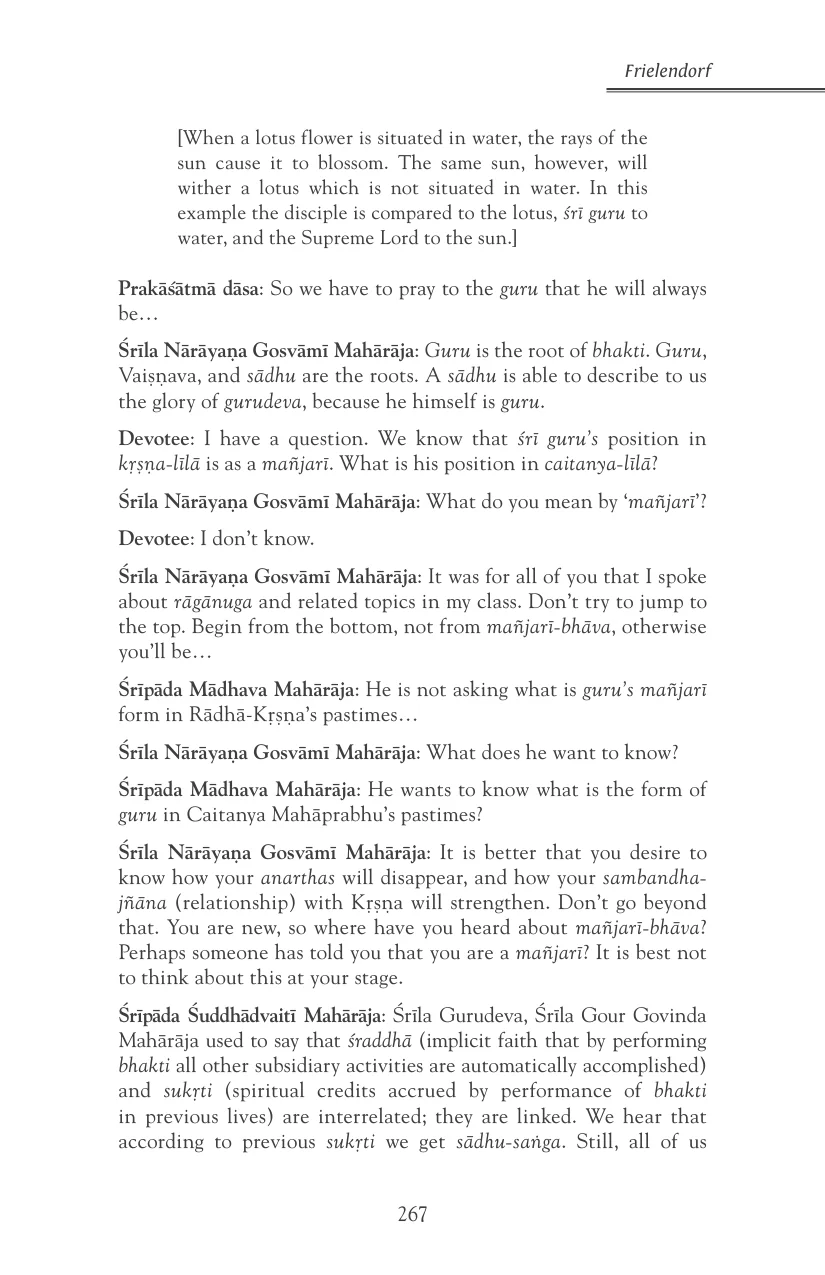 Frielendorf
[When a lotus flower is situated in water, the rays of the
sun cause it to blossom. The same sun, however, will
wither a lotus which is not situated in water. In this
example the disciple is compared to the lotus, śrī guru to
water, and the Supreme Lord to the sun.]
Prakāśātmā dāsa: So we have to pray to the guru that he will always
be…
Śrīla Nārāyaṇa Gosvāmī Mahārāja: Guru is the root of bhakti. Guru,
Vaiṣṇava, and sādhu are the roots. A sādhu is able to describe to us
the glory of gurudeva, because he himself is guru.
Devotee: I have a question. We know that śrī guru’s position in
kṛṣṇa-līlā is as a mañjarī. What is his position in caitanya-līlā?
Śrīla Nārāyaṇa Gosvāmī Mahārāja: What do you mean by ‘mañjarī’?
Devotee: I don’t know.
Śrīla Nārāyaṇa Gosvāmī Mahārāja: It was for all of you that I spoke
about rāgānuga and related topics in my class. Don’t try to jump to
the top. Begin from the bottom, not from mañjarī-bhāva, otherwise
you’ll be…
Śrīpāda Mādhava Mahārāja: He is not asking what is guru’s mañjarī
form in Rādhā-Kṛṣṇa’s pastimes…
Śrīla Nārāyaṇa Gosvāmī Mahārāja: What does he want to know?
Śrīpāda Mādhava Mahārāja: He wants to know what is the form of
guru in Caitanya Mahāprabhu’s pastimes?
Śrīla Nārāyaṇa Gosvāmī Mahārāja: It is better that you desire to
know how your anarthas will disappear, and how your sambandha-
jñāna (relationship) with Kṛṣṇa will strengthen. Don’t go beyond
that. You are new, so where have you heard about mañjarī-bhāva?
Perhaps someone has told you that you are a mañjarī? It is best not
to think about this at your stage.
Śrīpāda Śuddhādvaitī Mahārāja: Śrīla Gurudeva, Śrīla Gour Govinda
Mahārāja used to say that śraddhā (implicit faith that by performing
bhakti all other subsidiary activities are automatically accomplished)
and sukṛti (spiritual credits accrued by performance of bhakti
in previous lives) are interrelated; they are linked. We hear that
according to previous sukṛti we get sādhu-saṅga. Still, all of us
267